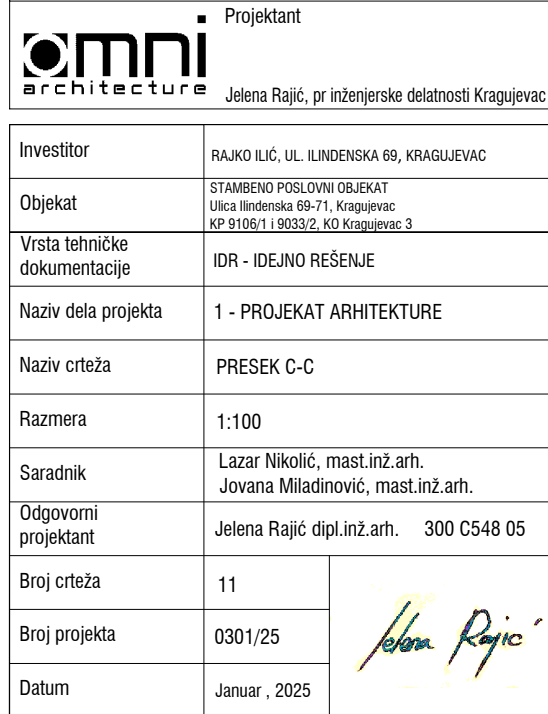 Projektant
omni
architecture
Jelena Rajić, pr inženjerske delatnosti Kragujevac
Investitor
RAJKO ILIĆ, UL. ILINDENSKA 69, KRAGUJEVAC
Objekat
STAMBENO POSLOVNI OBJEKAT
Ulica Ilindenska 69-71, Kragujevac
KP 9106/1 i 9033/2, KO Kragujevac 3
Vrsta tehničke
dokumentacije
IDR - IDEJNO REŠENJE
Naziv dela projekta
1 - PROJEKAT ARHITEKTURE
Naziv crteža
PRESEK C-C
Razmera
1:100
Saradnik
Lazar Nikolić, mast.inž.arh.
Jovana Miladinović, mast.inž.arh.
Odgovorni
projektant
Jelena Rajić dipl.inž.arh. 300 C548 05
Broj crteža
11
Broj projekta
0301/25
Datum
Januar , 2025
Jelena Rajić